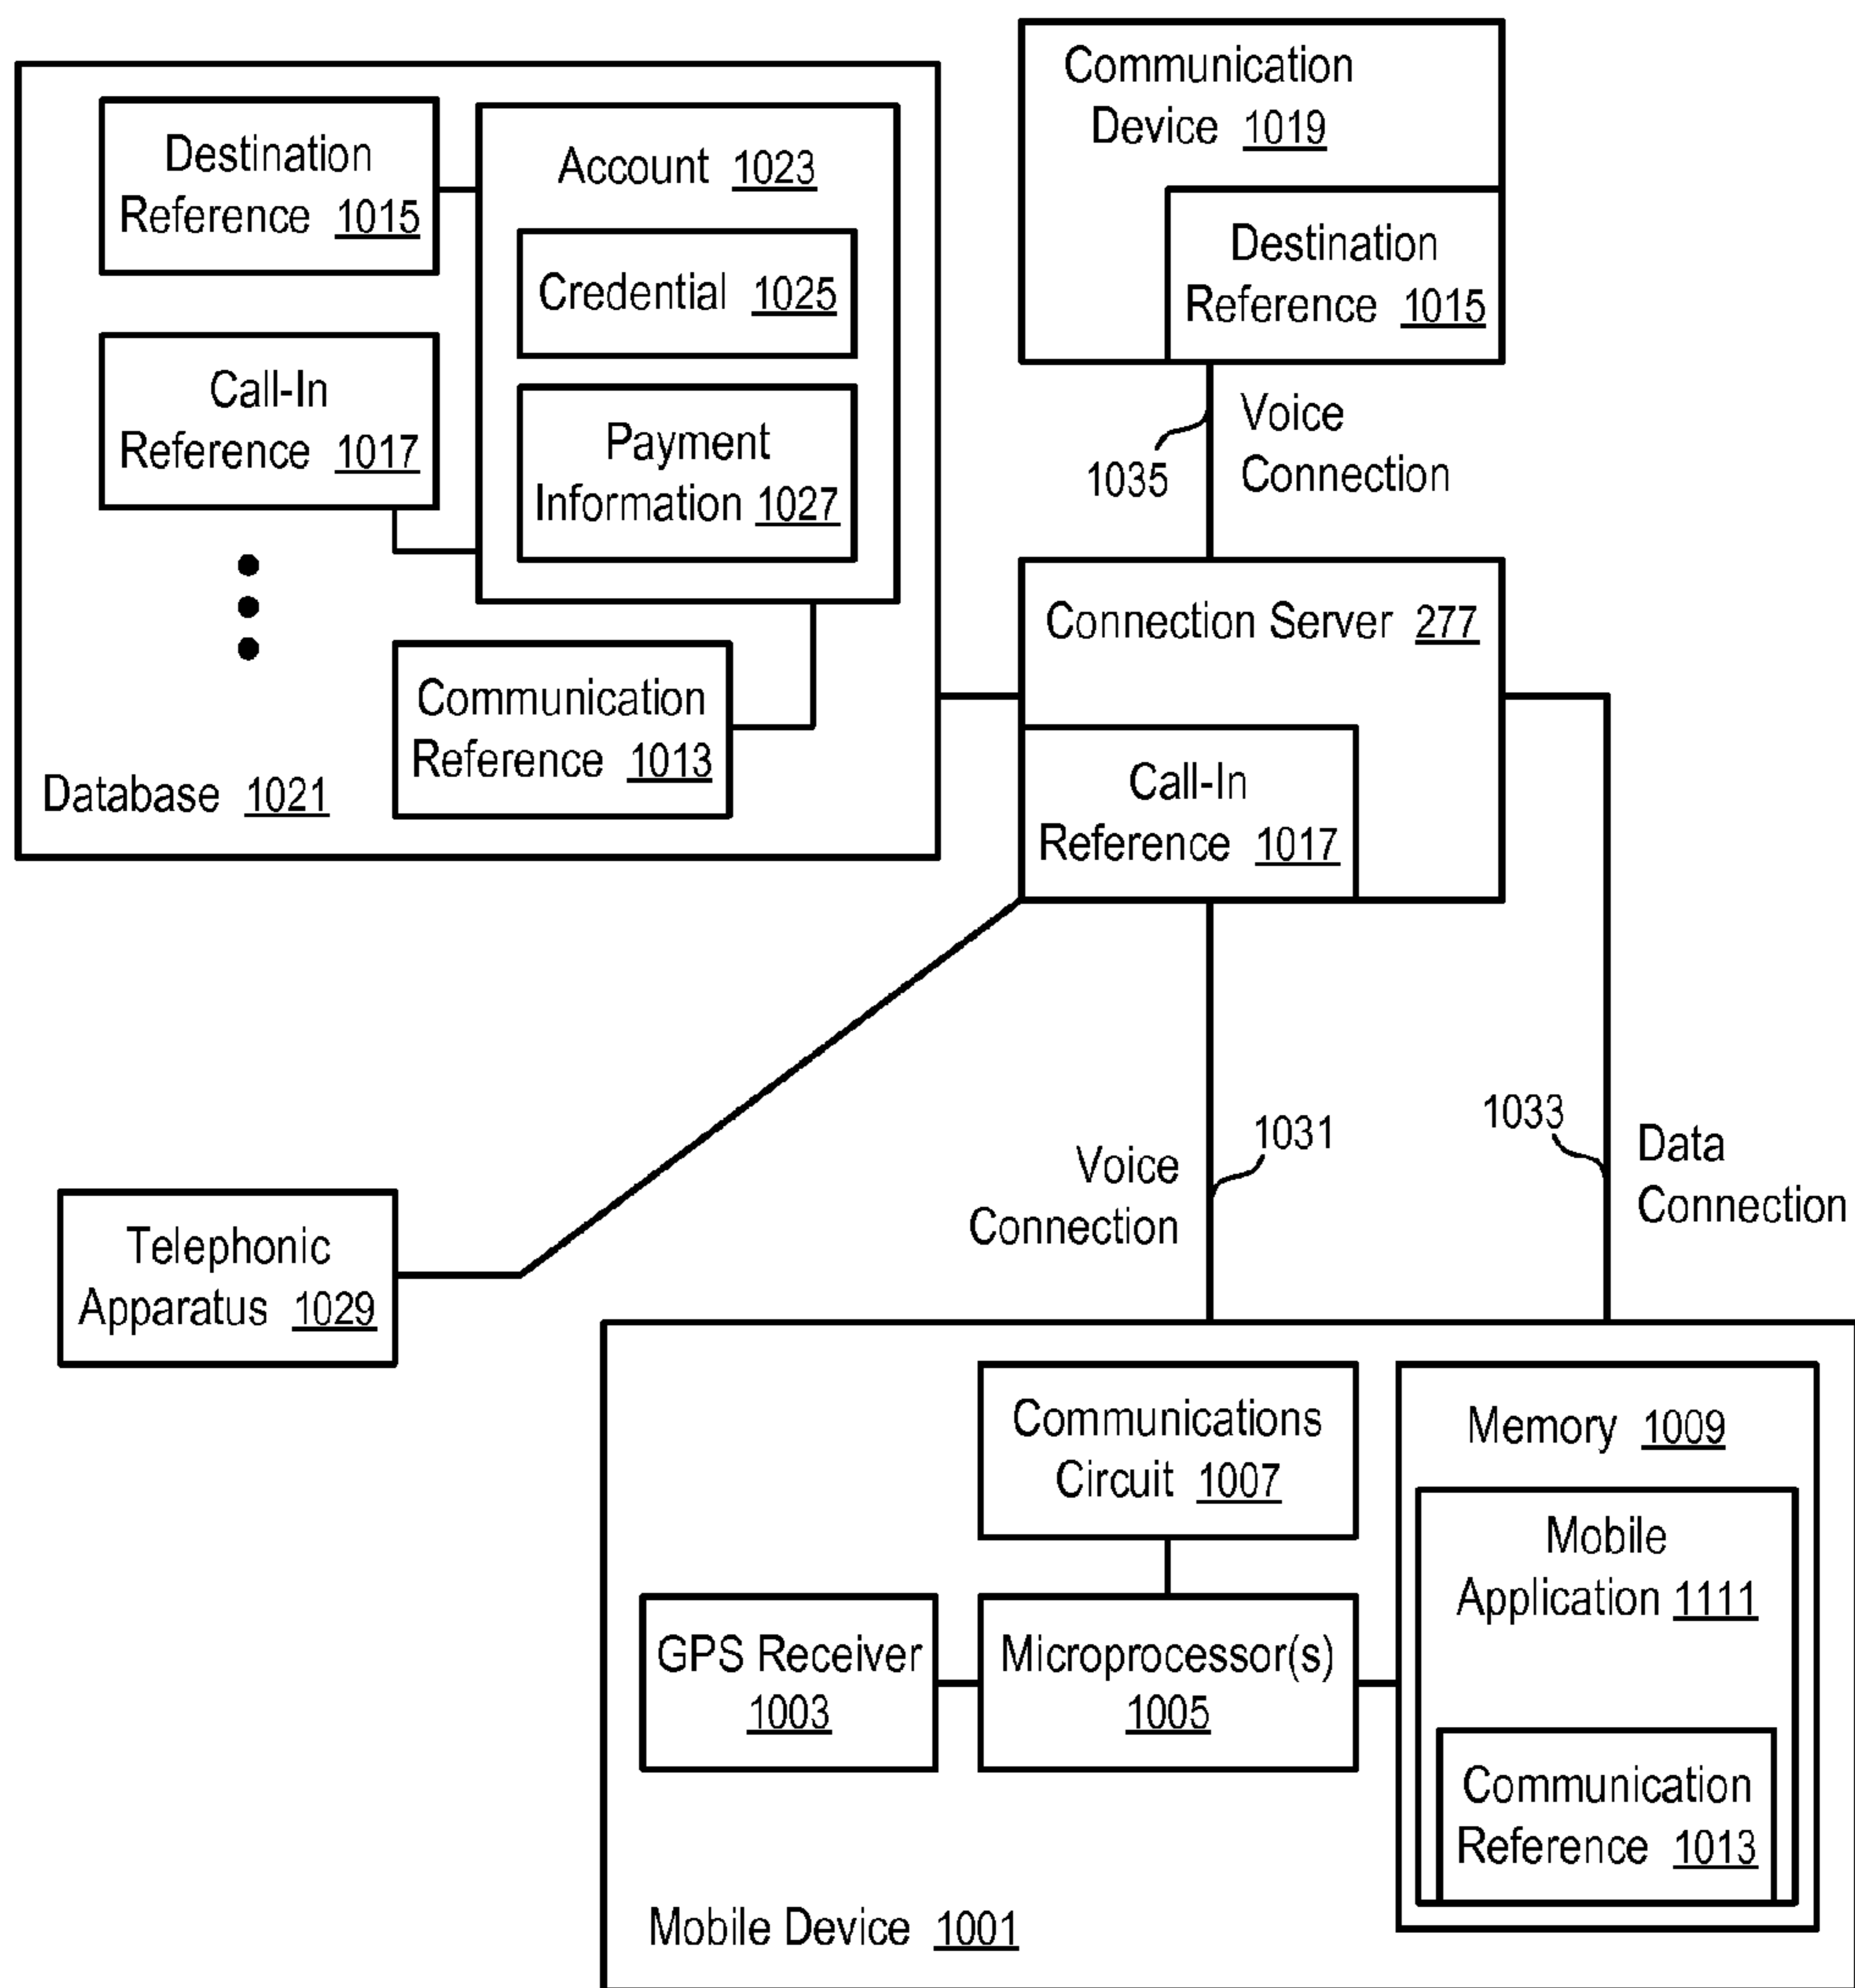 Destination
Reference 1015
Account 1023
Credential 1025
Payment
Information 1027
Call-In
Reference 1017
Communication
Reference 1013
Database 1021
Communication
Device 1019
Destination
Reference 1015
Voice
Connection
1035
Connection Server 277
Call-In
Reference 1017
1031
Voice
Connection
1033
Data
Connection
Telephonic
Apparatus 1029
Communications
Circuit 1007
Memory 1009
Mobile
Application 1111
GPS Receiver
1003
Microprocessor(s)
1005
Communication
Reference 1013
Mobile Device 1001